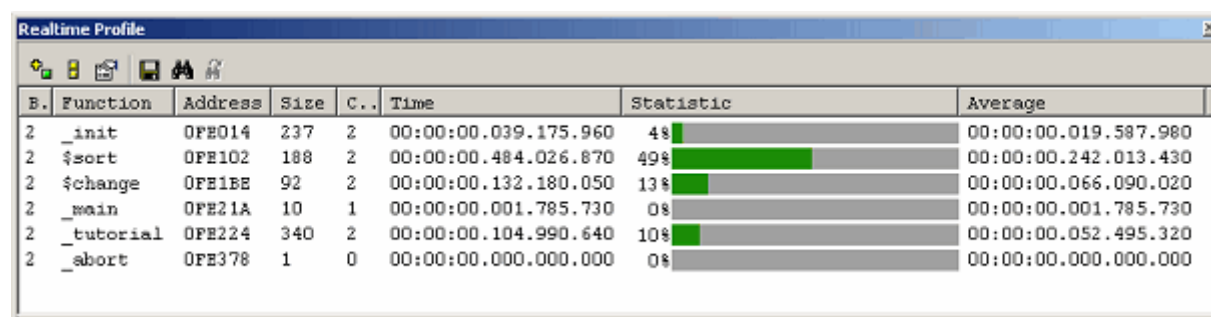 Realtime Profile
B. Function Address Size C.. Time Statistic Average
2 _init 0FE014 237 2 00:00:00.039.175.960 4% 00:00:00.019.587.980
2 $sort 0FE102 188 2 00:00:00.484.026.870 49% 00:00:00.242.013.430
2 $change 0FE1BE 92 2 00:00:00.132.180.050 13% 00:00:00.066.090.020
2 _main 0FE21A 10 1 00:00:00.001.785.730 0% 00:00:00.001.785.730
2 _tutorial 0FE224 340 2 00:00:00.104.990.640 10% 00:00:00.052.495.320
2 _abort 0FE378 1 0 00:00:00.000.000.000 0% 00:00:00.000.000.000